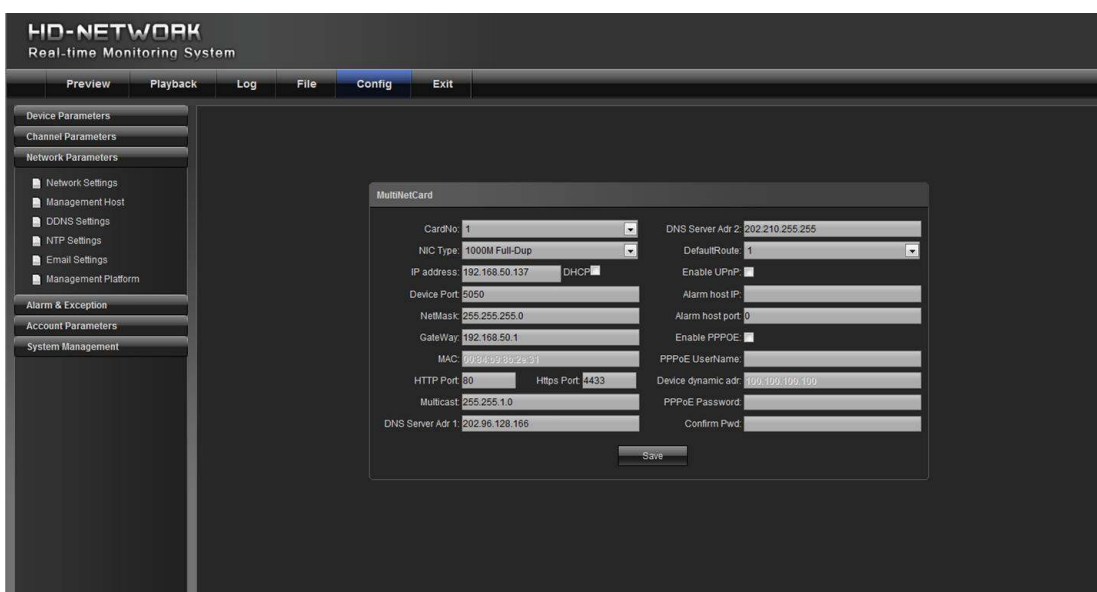 HD-NETWORK
Real-time Monitoring System
Preview Playback Log File Config Exit
Device Parameters
Channel Parameters
Network Parameters
Network Settings
Management Host
DDNS Settings
NTP Settings
Email Settings
Management Platform
Alarm & Exception
Account Parameters
System Management
MultiNetCard
CardNo: 1
NIC Type: 1000M Full-Dup
IP address: 192.168.50.137 DHCP
Device Port: 5050
NetMask: 255.255.255.0
GateWay: 192.168.50.1
MAC:
HTTP Port: 80 Https Port: 4433
Multicast: 255.255.1.0
DNS Server Adr 1: 202.96.128.166
DNS Server Adr 2: 202.210.255.255
DefaultRoute: 1
Enable UPnP:
Alarm host IP:
Alarm host port: 0
Enable PPPOE:
PPPoE UserName:
Device dynamic adr: 100.100.100.100
PPPoE Password:
Confirm Pwd:
Save